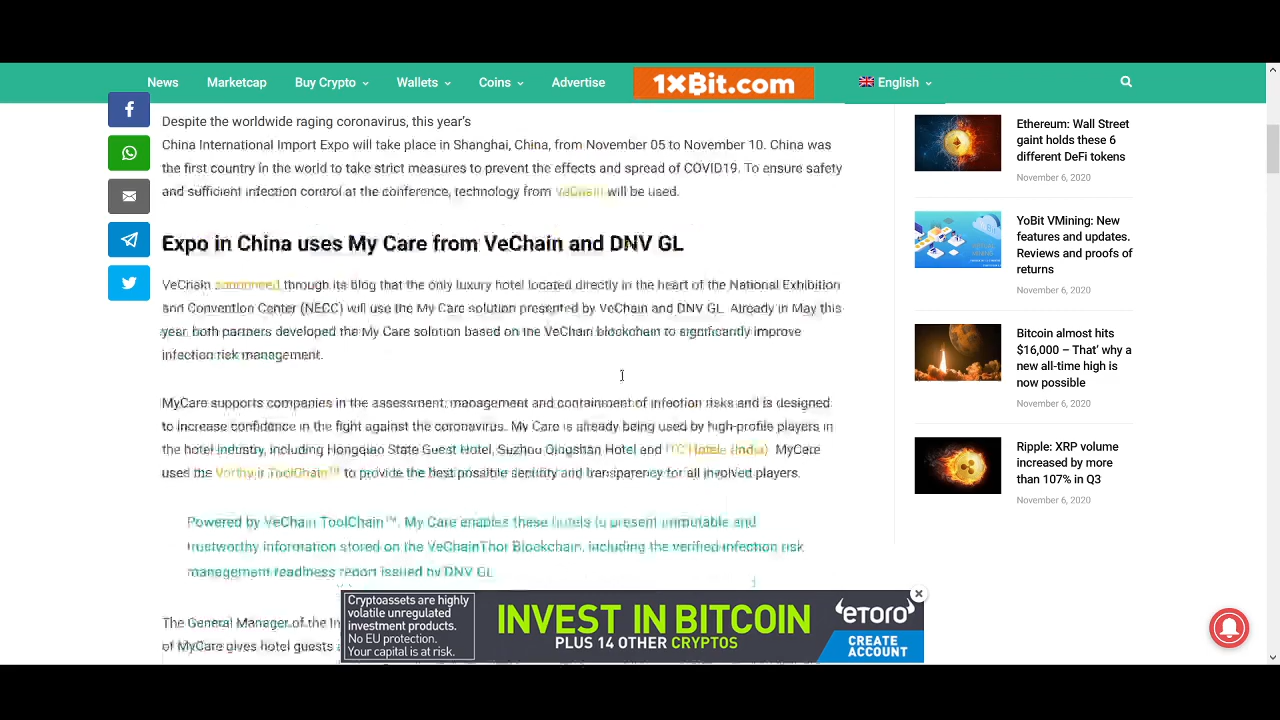 News Marketcap Buy Crypto Wallets Coins Advertise 1XBit.com English
Despite the worldwide raging coronavirus, this year's
China International Import Expo will take place in Shanghai, China, from November 05 to November 10. China was
the first country in the world to take strict measures to prevent the effects and spread of COVID19. To ensure safety
and sufficient infection control at the conference, technology from VeChain will be used.
Expo in China uses My Care from VeChain and DNV GL
VeChain announced through its blog that the only luxury hotel located directly in the heart of the National Exhibition
and Convention Center (NECC) will use the My Care solution presented by VeChain and DNV GL. Already in May this
year, both partners developed the My Care solution based on the VeChain blockchain to significantly improve
infection risk management.
MyCare supports companies in the assessment, management and containment of infection risks and is designed
to increase confidence in the fight against the coronavirus. My Care is already being used by high-profile players in
the hotel industry, including Hongqiao State Guest Hotel, Suzhou Qingshan Hotel and ITC Hotels (India) MyCare
used the ToolChain™ to provide the best possible identity and transparency for all involved players.
Powered by VeChain ToolChain™, My Care enables these hotels to present immutable and
trustworthy information stored on the VeChainThor Blockchain, including the verified infection risk
management readiness report issued by DNV GL
The General Manager of the In
of MyCare gives hotel guests a
Cryptoassets are highly
volatile unregulated
investment products.
No EU protection.
Your capital is at risk.
INVEST IN BITCOIN
PLUS 14 OTHER CRYPTOS
eToro
CREATE
ACCOUNT
Ethereum: Wall Street
gaint holds these 6
different DeFi tokens
November 6, 2020
YoBit VMining: New
features and updates.
Reviews and proofs of
returns
November 6, 2020
Bitcoin almost hits
$16,000 – That' why a
new all-time high is
now possible
November 6, 2020
Ripple: XRP volume
increased by more
than 107% in Q3
November 6, 2020